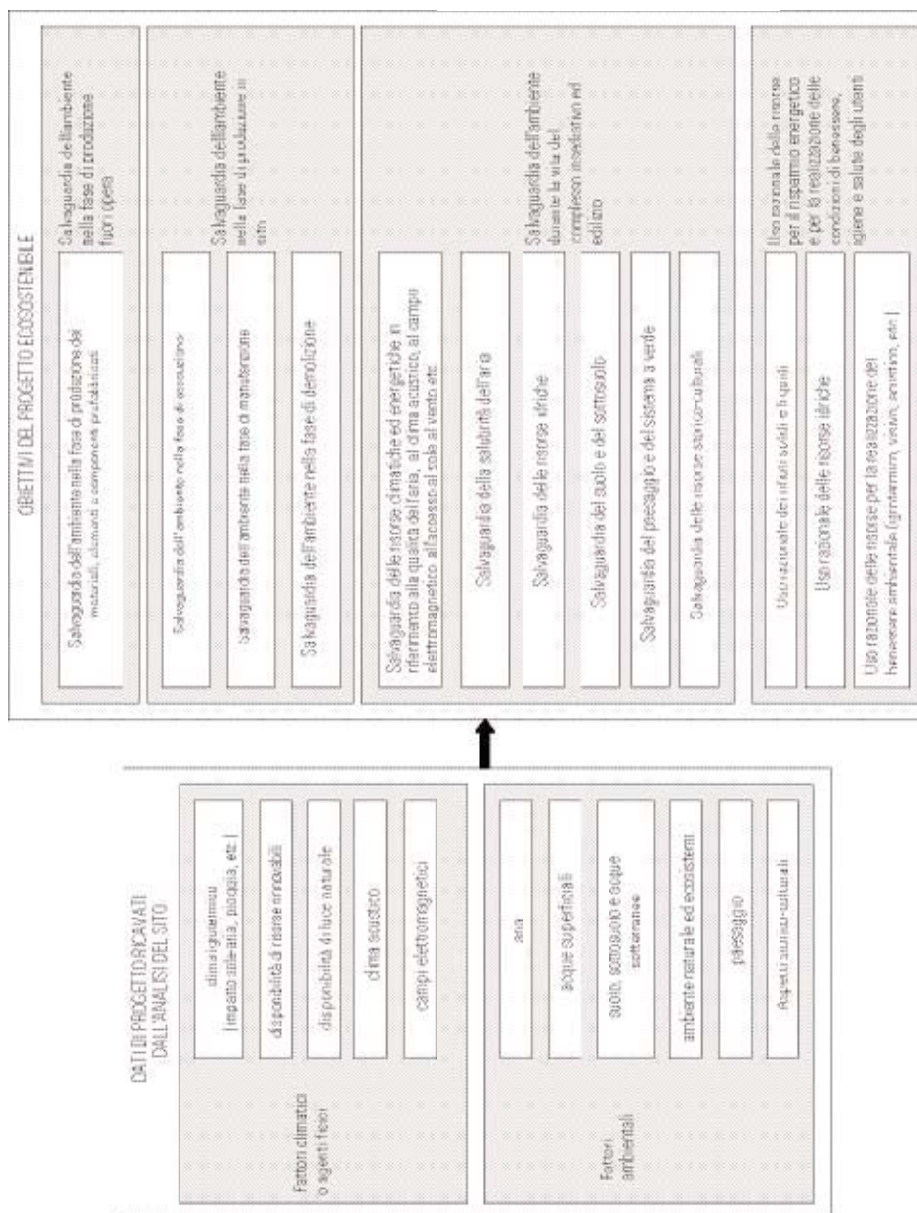 DATI DI PROGETTO RICAVATI
DALL'ANALISI DEL SITO
Fattori climatici
o agenti fisici
clima igrotermico
( impatto sole-aria, pioggia, etc.)
disponibilità di risorse rinnovabili
disponibilità di luce naturale
clima acustico
campi elettromagnetici
Fattori
ambientali
aria
acque superficiali
suolo, sottosuolo e acque
sotterranee
ambiente naturale ed ecosistemi
paesaggio
Aspetti storico-culturali
OBIETTIVI DEL PROGETTO ECOSOSTENIBILE
Salvaguardia dell'ambiente nella fase di produzione dei
materiali, elementi e componenti prefabbricati
Salvaguardia dell'ambiente
nella fase di produzione
fuori opera
Salvaguardia dell'ambiente nella fase di
Salvaguardia dell'ambiente nella fase di manutenzione
Salvaguardia dell'ambiente nella fase di demolizione
Salvaguardia dell'ambiente
nella fase di produzione in
sito
Salvaguardia delle risorse climatiche ed energetiche in
riferimento alla qualità dell'aria, al clima acustico, al campo
elettromagnetico all'accesso al sole al vento etc
Salvaguardia della salubrità dell'aria
Salvaguardia delle risorse idriche
Salvaguardia del suolo e del sottosuolo
Salvaguardia del paesaggio e del sistema a verde
Salvaguardia delle risorse storico-culturali
Salvaguardia dell'ambiente
durante la vita del
complesso insediativo ed
edilizio
Uso razionale dei rifiuti solidi e liquidi
Uso razionale delle risorse idriche
Uso razionale delle risorse per la realizzazione del
benessere ambientale (igrotermico, visivo, acustico, etc.)
Uso razionale delle risorse
per il risparmio energetico
e per la realizzazione delle
condizioni di benessere,
igiene e salute degli utenti